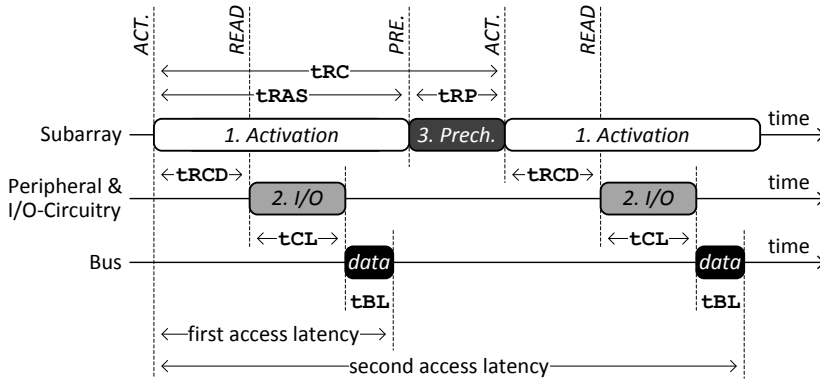 ACT.
READ
PRE.
ACT.
READ
tRC
tRAS
tRP
time
Subarray
1. Activation
3. Prech.
1. Activation
tRCD
tRCD
time
Peripheral &
I/O-Circuitry
2. I/O
2. I/O
tCL
tCL
time
Bus
data
data
tBL
tBL
first access latency
second access latency